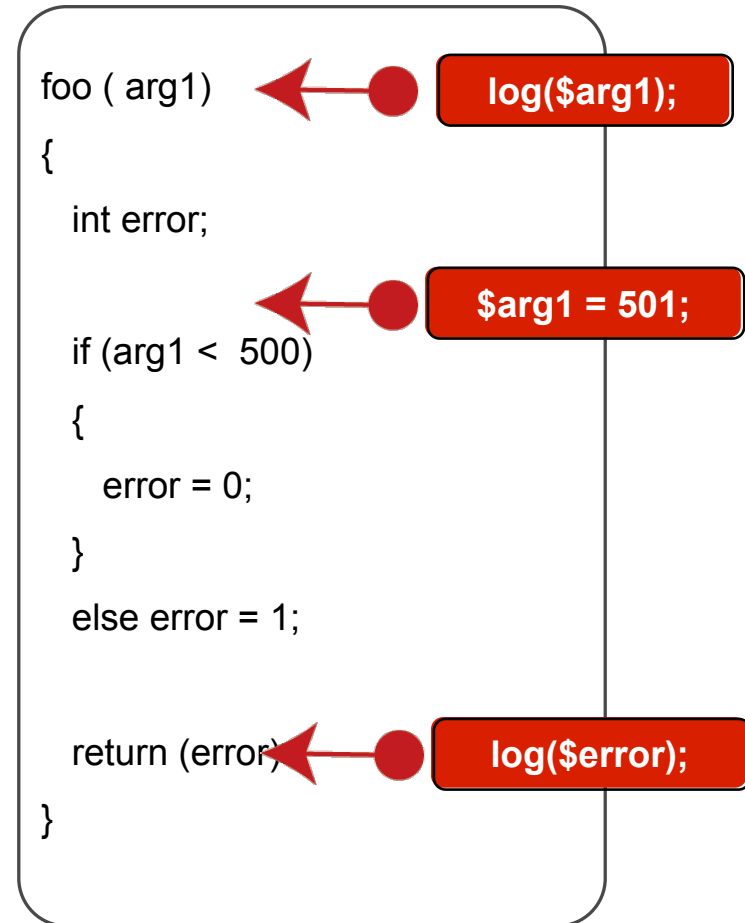 foo ( arg1)
log($arg1);
{
int error;
$arg1 = 501;
if (arg1 < 500)
{
error = 0;
}
else error = 1;
return (error)
log($error);
}